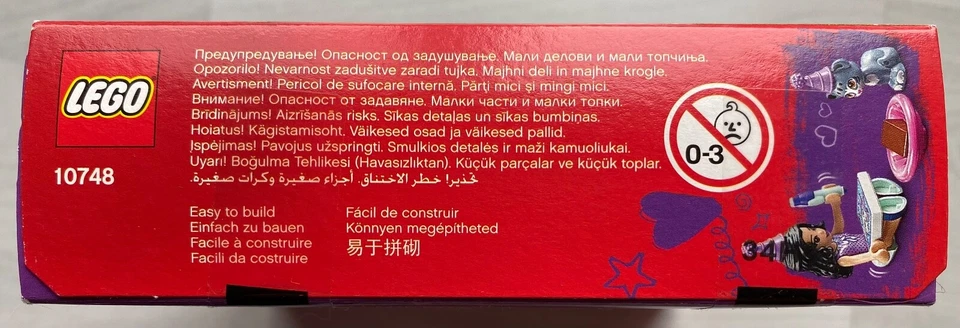 LEGO
10748
Предупредување! Опасност од задушување. Мали делови и мали топчиња.
Opozorilo! Nevarnost zadušitve zaradi tujka. Majhni deli in majhne krogle.
Avertisment! Pericol de sufocare internă. Părţi mici şi mingi mici.
Внимание! Опасност от задавяне. Малки части и малки топки.
Brīdinājums! Aizrīšanās risks. Sīkas detaļas un sīkas bumbiņas.
Hoiatus! Kägistamisoht. Väikesed osad ja väikesed pallid.
Įspėjimas! Pavojus užspringti. Smulkios detalės ir maži kamuoliukai.
Uyarı! Boğulma Tehlikesi (Havasızlıktan). Küçük parçalar ve küçük toplar.
تحذير! خطر الاختناق. أجزاء صغيرة وكرات صغيرة.
0-3
Easy to build
Einfach zu bauen
Facile à construire
Facili da costruire
Fácil de construir
Könnyen megépítheted
易于拼砌
34